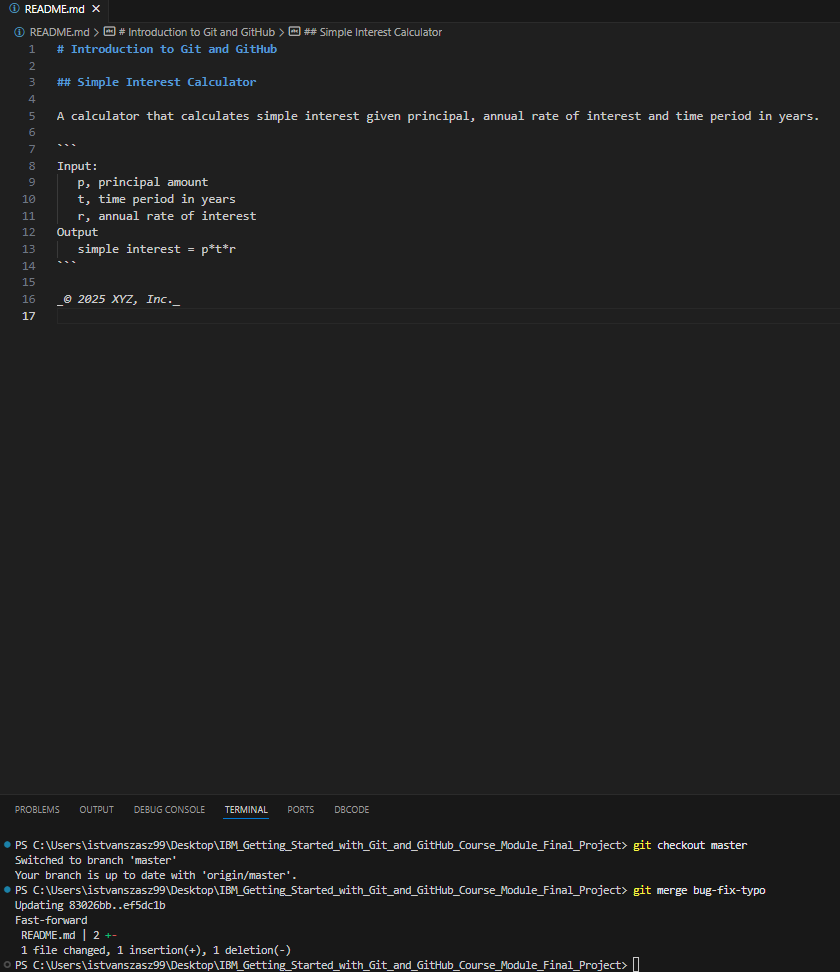 README.md
README.md > # Introduction to Git and GitHub > ## Simple Interest Calculator
1 # Introduction to Git and GitHub
2
3 ## Simple Interest Calculator
4
5 A calculator that calculates simple interest given principal, annual rate of interest and time period in years.
6
7 ```
8 Input:
9    p, principal amount
10    t, time period in years
11    r, annual rate of interest
12 Output
13    simple interest = p*t*r
14 ```
15
16 _© 2025 XYZ, Inc._
17
PROBLEMS OUTPUT DEBUG CONSOLE TERMINAL PORTS DBCODE
PS C:\Users\istvanszasz99\Desktop\IBM_Getting_Started_with_Git_and_GitHub_Course_Module_Final_Project> git checkout master
Switched to branch 'master'
Your branch is up to date with 'origin/master'.
PS C:\Users\istvanszasz99\Desktop\IBM_Getting_Started_with_Git_and_GitHub_Course_Module_Final_Project> git merge bug-fix-typo
Updating 83026bb..ef5dc1b
Fast-forward
 README.md | 2 +-
 1 file changed, 1 insertion(+), 1 deletion(-)
PS C:\Users\istvanszasz99\Desktop\IBM_Getting_Started_with_Git_and_GitHub_Course_Module_Final_Project>